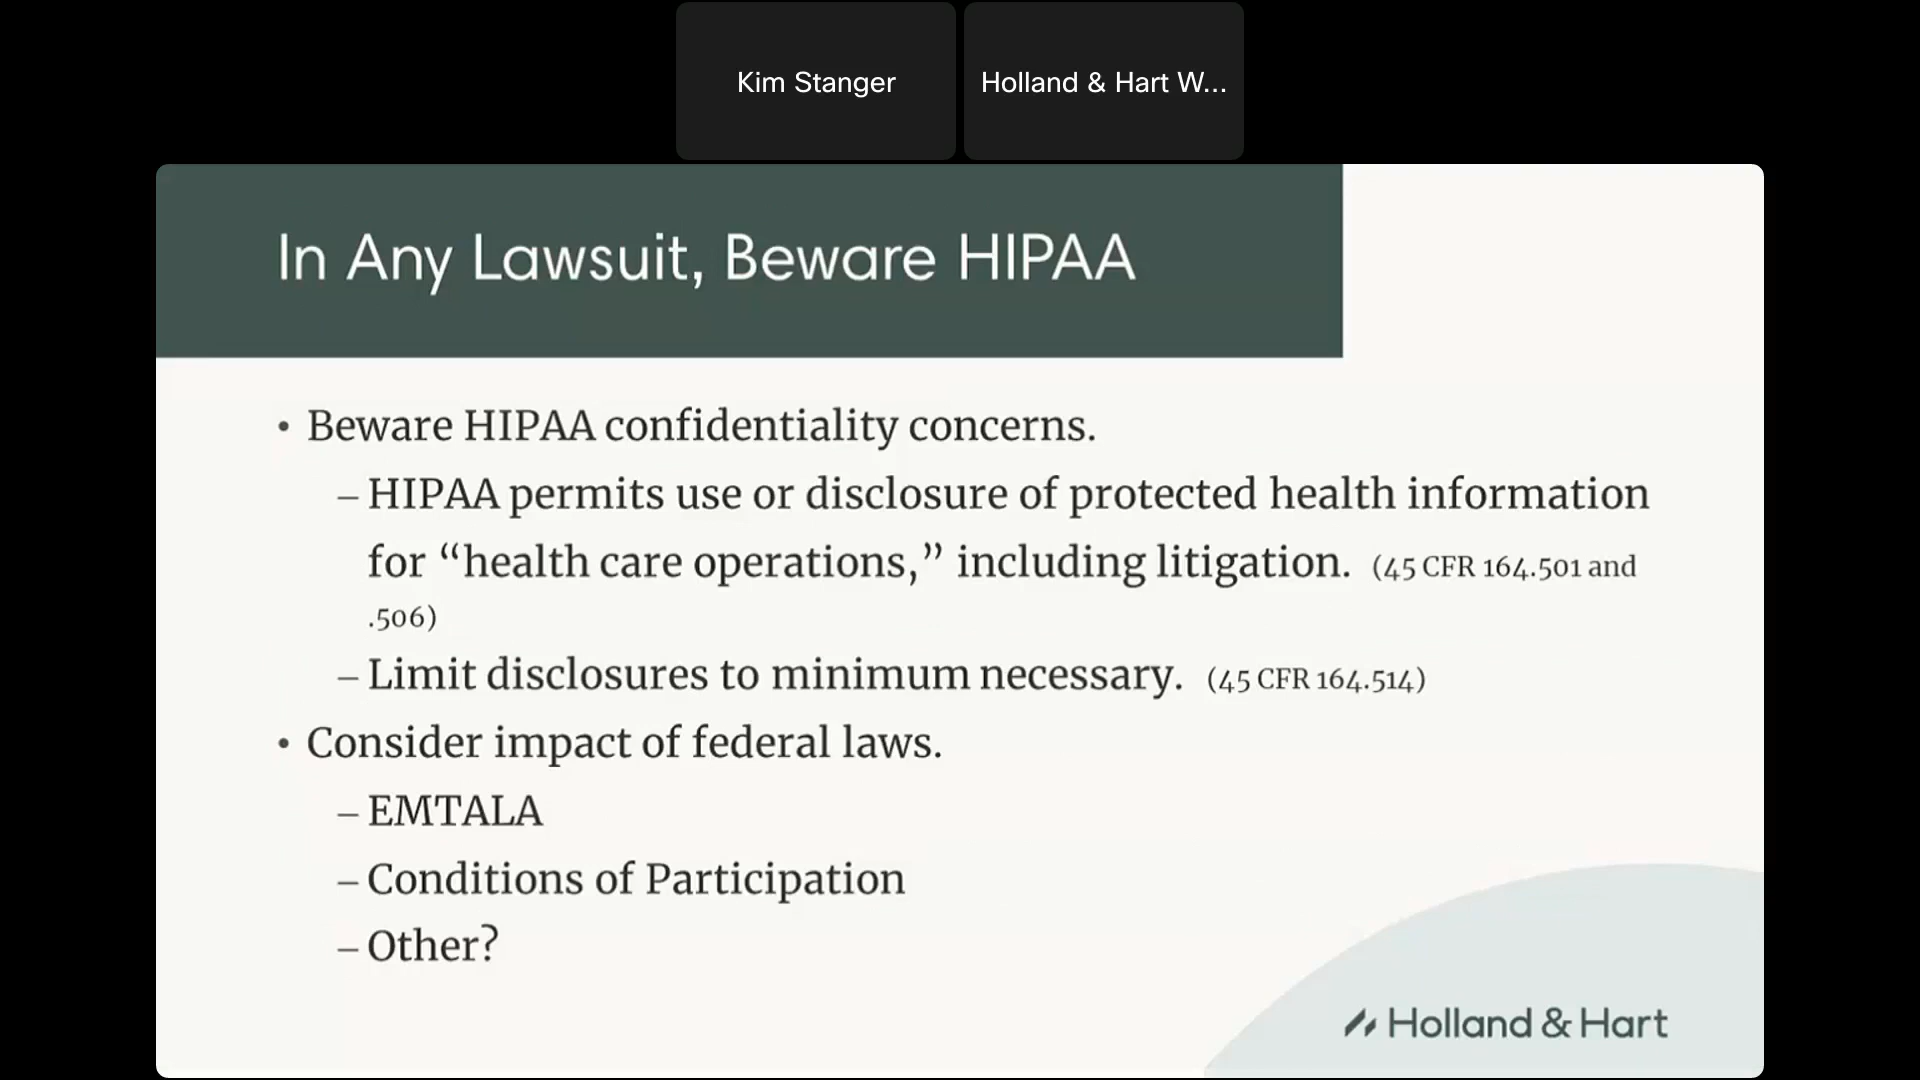 Kim Stanger
Holland & Hart W...
In Any Lawsuit, Beware HIPAA
• Beware HIPAA confidentiality concerns.
– HIPAA permits use or disclosure of protected health information
for “health care operations,” including litigation. (45 CFR 164.501 and
.506)
– Limit disclosures to minimum necessary. (45 CFR 164.514)
• Consider impact of federal laws.
– EMTALA
– Conditions of Participation
– Other?
Holland & Hart